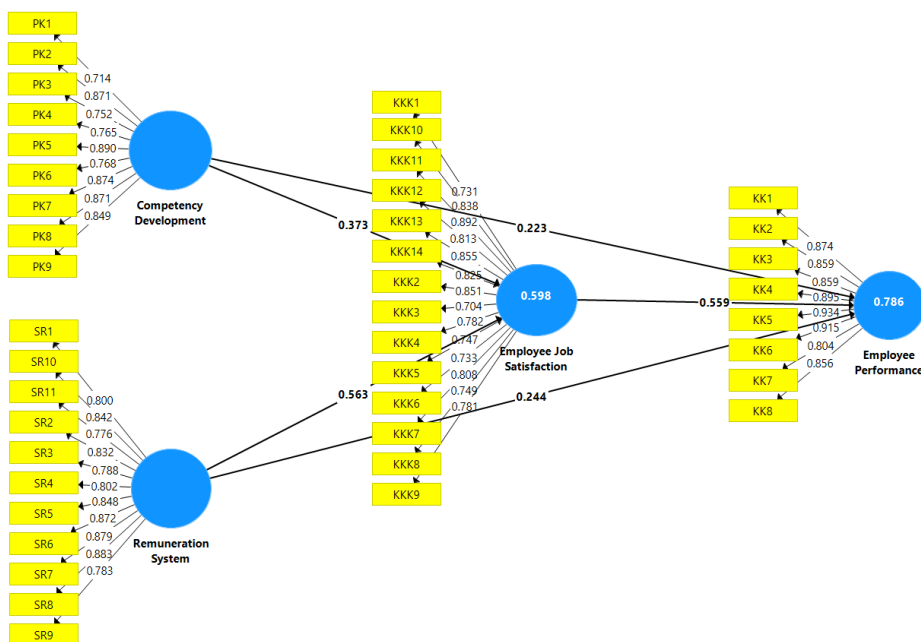 PK1
PK2
PK3
PK4
PK5
PK6
PK7
PK8
PK9
0.714
0.871
0.752
0.765
0.890
0.768
0.874
0.871
0.849
Competency
Development
SR1
SR10
SR11
SR2
SR3
SR4
SR5
SR6
SR7
SR8
SR9
0.800
0.842
0.776
0.832
0.788
0.802
0.848
0.872
0.879
0.883
0.783
Remuneration
System
0.373
0.563
0.223
0.244
KKK1
KKK10
KKK11
KKK12
KKK13
KKK14
KKK2
KKK3
KKK4
KKK5
KKK6
KKK7
KKK8
KKK9
0.731
0.838
0.892
0.813
0.855
0.825
0.851
0.704
0.782
0.747
0.733
0.808
0.749
0.781
0.598
Employee Job
Satisfaction
0.559
KK1
KK2
KK3
KK4
KK5
KK6
KK7
KK8
0.874
0.859
0.859
0.895
0.934
0.915
0.804
0.856
0.786
Employee
Performance